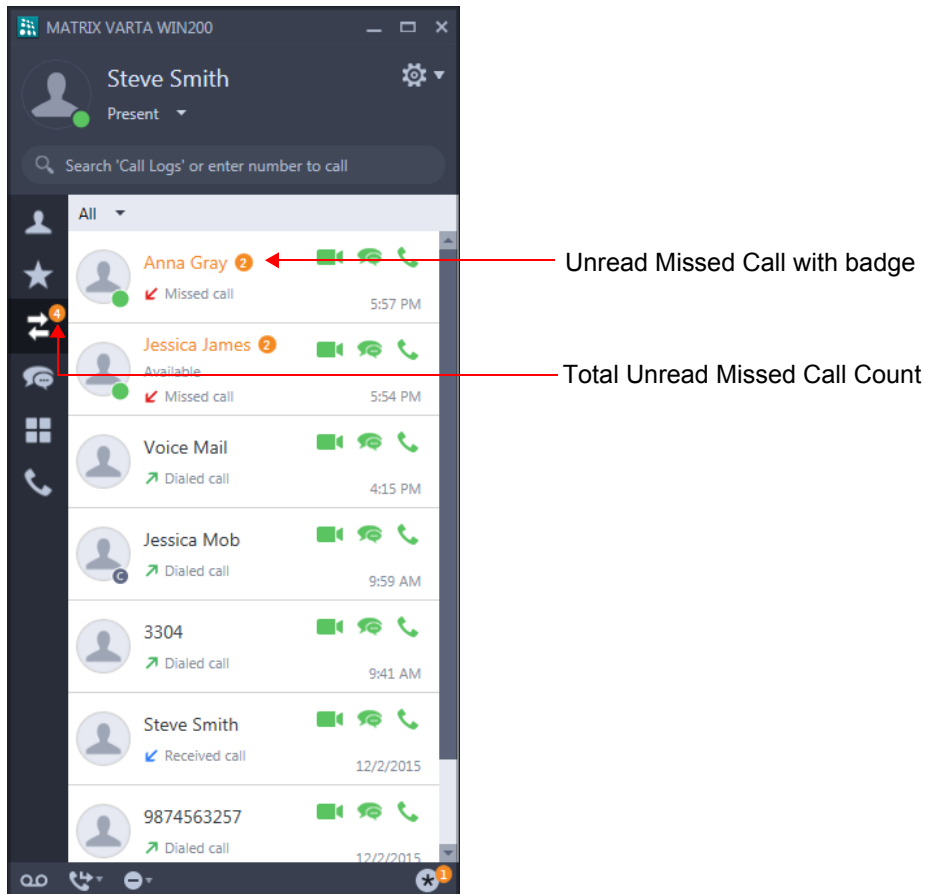 MATRIX VARTA WIN200
Steve Smith
Present
Search 'Call Logs' or enter number to call
All
Anna Gray 2
Missed call
5:57 PM
Unread Missed Call with badge
4
Jessica James 2
Available
Missed call
5:54 PM
Total Unread Missed Call Count
Voice Mail
Dialed call
4:15 PM
Jessica Mob
C
Dialed call
9:59 AM
3304
Dialed call
9:41 AM
Steve Smith
Received call
12/2/2015
9874563257
Dialed call
12/2/2015
1